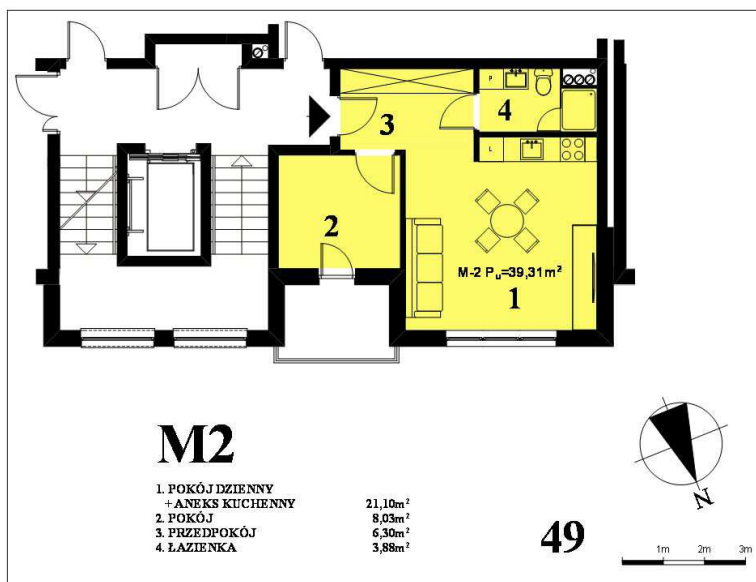 P
4
3
L
2
M-2 Pu=39,31m²
1
M2
1. POKÓJ DZIENNY
+ANEKS KUCHENNY 21,10m²
2. POKÓJ 8,03m²
3. PRZEDPOKÓJ 6,30m²
4. ŁAZIENKA 3,88m²
49
N
1m 2m 3m